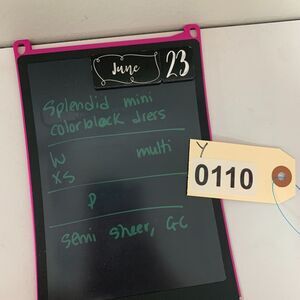 June 23
Splendid mini
colorblock dress
W multi
XS
P
semi sheer, GC
Y
0110